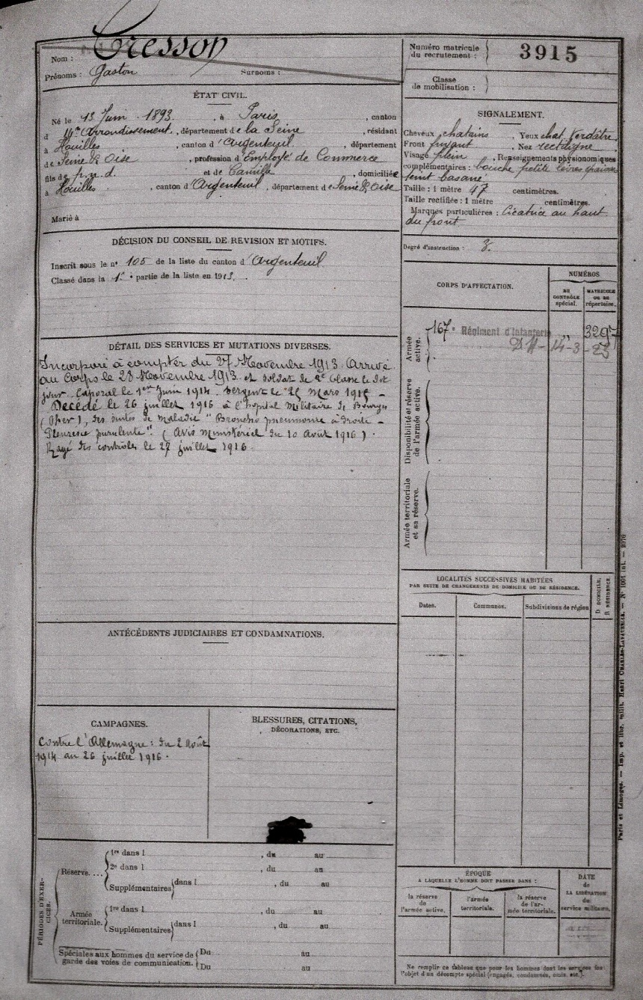 Nom : Cresson
Prénoms : Gaston Surnoms :
Numéro matricule du recrutement : 3915
Classe de mobilisation :
ÉTAT CIVIL.
Né le 13 Juin 1893, à Paris, canton
d 14e Arrondissement, département de la Seine, résidant
à Houilles, canton d'Argenteuil, département
de Seine & Oise, profession d'Employé de Commerce
fils de p.n.d. et de Camille, domiciliée
à Houilles, canton d'Argenteuil, département de Seine & Oise
Marié à
SIGNALEMENT.
Cheveux chatains, Yeux chat. Verdâtre
Front fuyant, Nez rectiligne
Visage plein, Renseignements physionomiques
complémentaires : bouche petite lèvres épaisses
teint basané
Taille : 1 mètre 47 centimètres.
Taille rectifiée : 1 mètre centimètres.
Marques particulières : Cicatrice au haut
du front
Degré d'instruction : 3.
DÉCISION DU CONSEIL DE REVISION ET MOTIFS.
Inscrit sous le n° 105 de la liste du canton d'Argenteuil
Classé dans la 1e partie de la liste en 1913.
CORPS D'AFFECTATION.
NUMÉROS
AU CONTRÔLE spécial.
MATRICULE OU AU répertoire.
Armée active.
167e Régiment d'Infanterie " 3297
14-3-23
Disponibilité et réserve de l'armée active.
Armée territoriale et sa réserve.
DÉTAIL DES SERVICES ET MUTATIONS DIVERSES.
Incorporé à compter du 27 Novembre 1913. Arrivé
au Corps le 28 Novembre 1913 et soldat de 2e classe le dit
jour. Caporal le 1er Juin 1914. Sergent le 25 Mars 1915 -
Décédé le 26 juillet 1916 à l'hôpital Militaire de Bourges
(Cher), des suites de maladie "Broncho pneumonie à droite -
Pleurésie purulente". (Avis Ministériel du 10 Août 1916).
Rayé des contrôles le 27 juillet 1916.
LOCALITÉS SUCCESSIVES HABITÉES
PAR SUITE DE CHANGEMENTS DE DOMICILE OU DE RÉSIDENCE.
Dates. Communes. Subdivisions de région
D. DOMICILE. R. RÉSIDENCE.
ANTÉCÉDENTS JUDICIAIRES ET CONDAMNATIONS.
CAMPAGNES.
Contre l'Allemagne : du 2 Août
1914 au 26 juillet 1916.
BLESSURES, CITATIONS,
DÉCORATIONS, ETC.
PÉRIODES D'EXERCICES.
Réserve....
1re dans l , du au
2e dans l , du au
Supplémentaires dans l , du au
Armée territoriale.
1re dans l , du au
Supplémentaires dans l , du au
Spéciales aux hommes du service de garde des voies de communication.
Du au
Du au
ÉPOQUE
A LAQUELLE L'HOMME DOIT PASSER DANS :
la réserve de l'armée active.
l'armée territoriale.
la réserve de l'armée territoriale.
DATE de LA LIBÉRATION du service militaire.
Ne remplir ce tableau que pour les hommes dont les services font
l'objet d'un décompte spécial (engagés, condamnés, omis, etc.).
Paris et Limoges. — Imp. et libr. milit. Henri CHARLES-LAVAUZELLE. — N° 1001 int. —